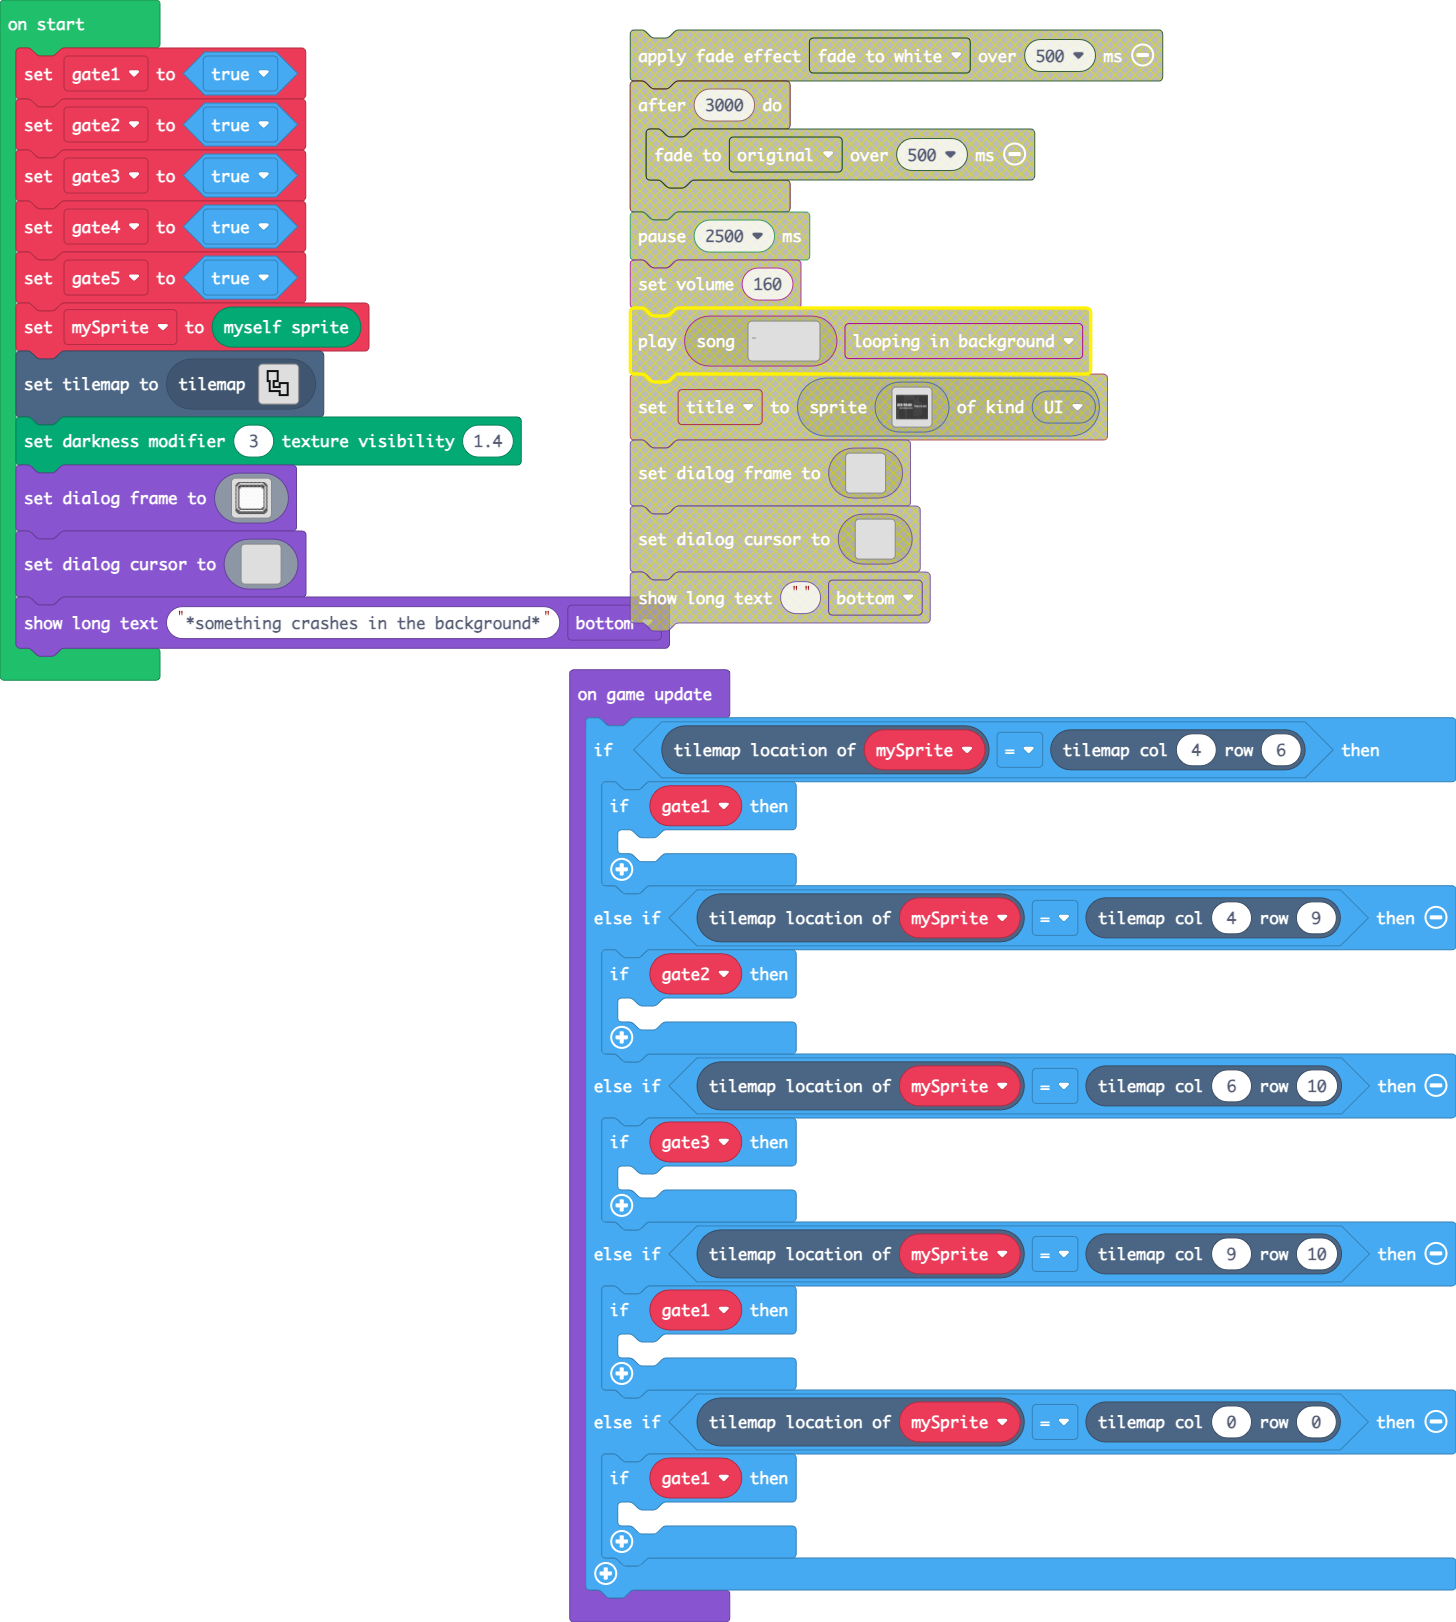 on start
set gate1 to true
set gate2 to true
set gate3 to true
set gate4 to true
set gate5 to true
set mySprite to myself sprite
set tilemap to tilemap
set darkness modifier 3 texture visibility 1.4
set dialog frame to
set dialog cursor to
show long text "*something crashes in the background*" bottom
apply fade effect fade to white over 500 ms
after 3000 do
fade to original over 500 ms
pause 2500 ms
set volume 160
play song looping in background
set title to sprite of kind UI
set dialog frame to
set dialog cursor to
show long text " " bottom
on game update
if tilemap location of mySprite = tilemap col 4 row 6 then
if gate1 then
else if tilemap location of mySprite = tilemap col 4 row 9 then
if gate2 then
else if tilemap location of mySprite = tilemap col 6 row 10 then
if gate3 then
else if tilemap location of mySprite = tilemap col 9 row 10 then
if gate1 then
else if tilemap location of mySprite = tilemap col 0 row 0 then
if gate1 then